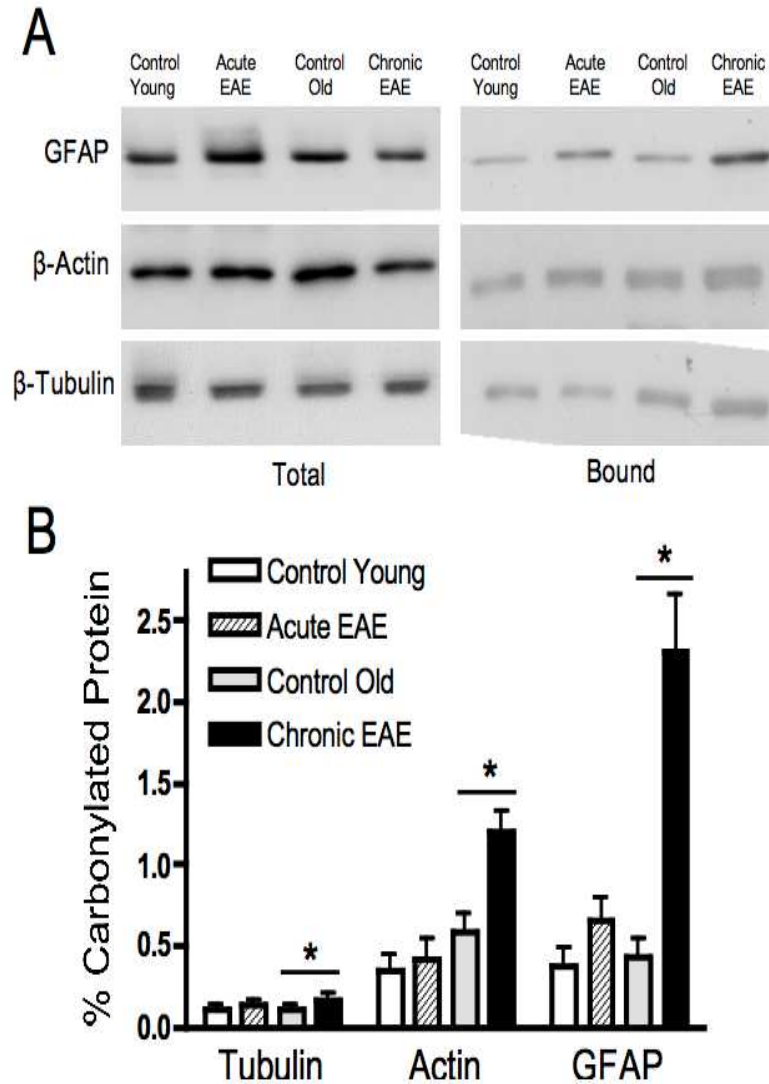 A
Control Young
Acute EAE
Control Old
Chronic EAE
Control Young
Acute EAE
Control Old
Chronic EAE
GFAP
β-Actin
β-Tubulin
Total
Bound
B
% Carbonylated Protein
2.5
2.0
1.5
1.0
0.5
0.0
Control Young
Acute EAE
Control Old
Chronic EAE
*
*
*
Tubulin
Actin
GFAP